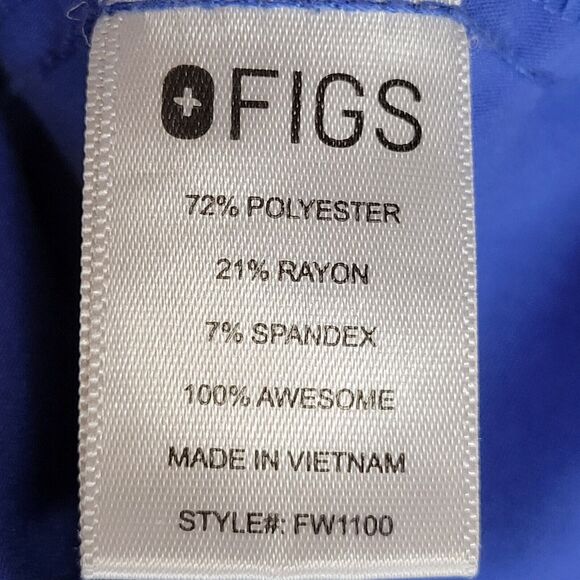 FIGS
72% POLYESTER
21% RAYON
7% SPANDEX
100% AWESOME
MADE IN VIETNAM
STYLE#: FW1100